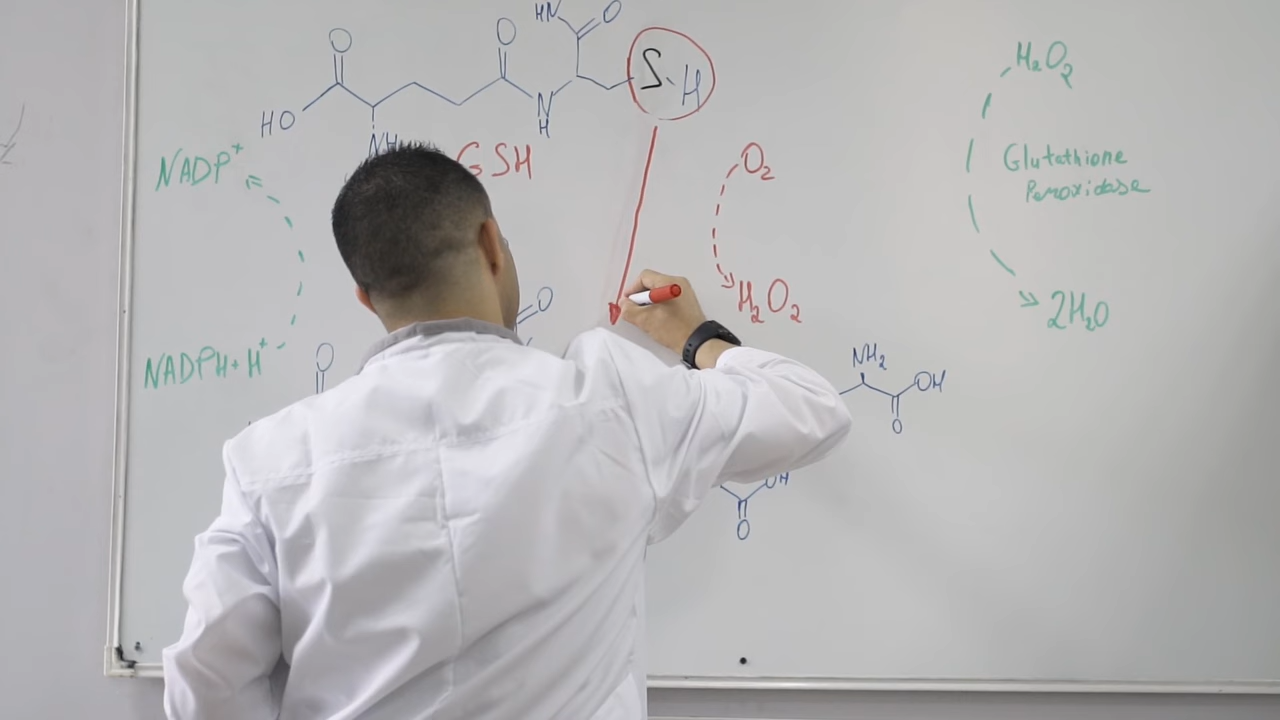 HN
O
O
O
S
H
HO
N
H
NH
GSH
NADP⁺
NADPH+H⁺
O₂
H₂O₂
H₂O₂
Glutathione
Peroxidase
2H₂O
O
O
NH₂
OH
O
OH
O